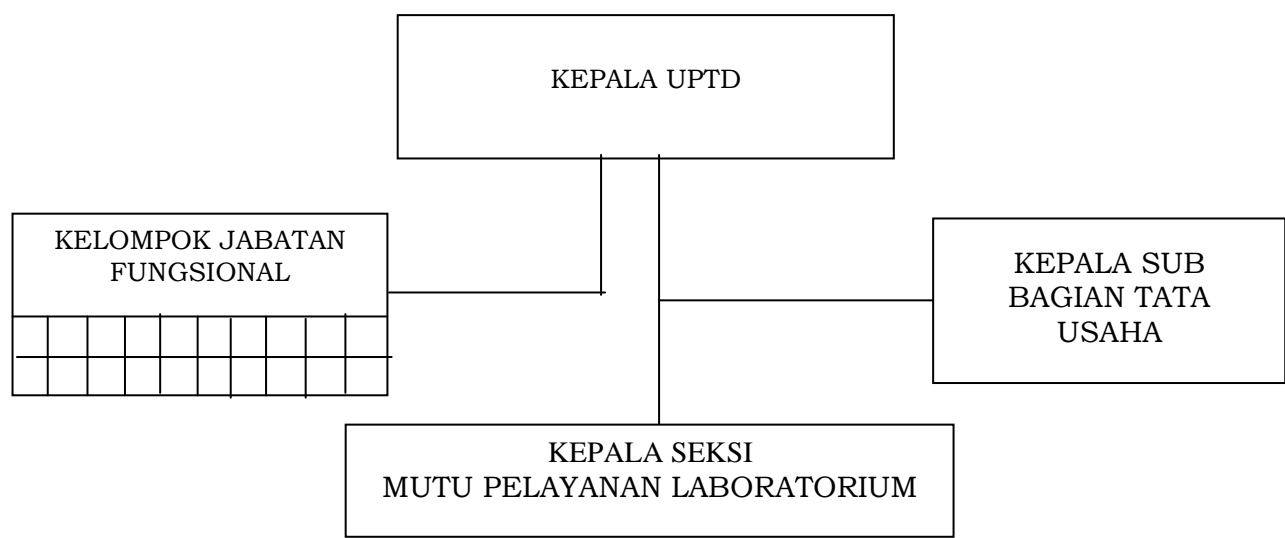 KEPALA UPTD
KELOMPOK JABATAN
FUNGSIONAL
KEPALA SUB
BAGIAN TATA
USAHA
KEPALA SEKSI
MUTU PELAYANAN LABORATORIUM